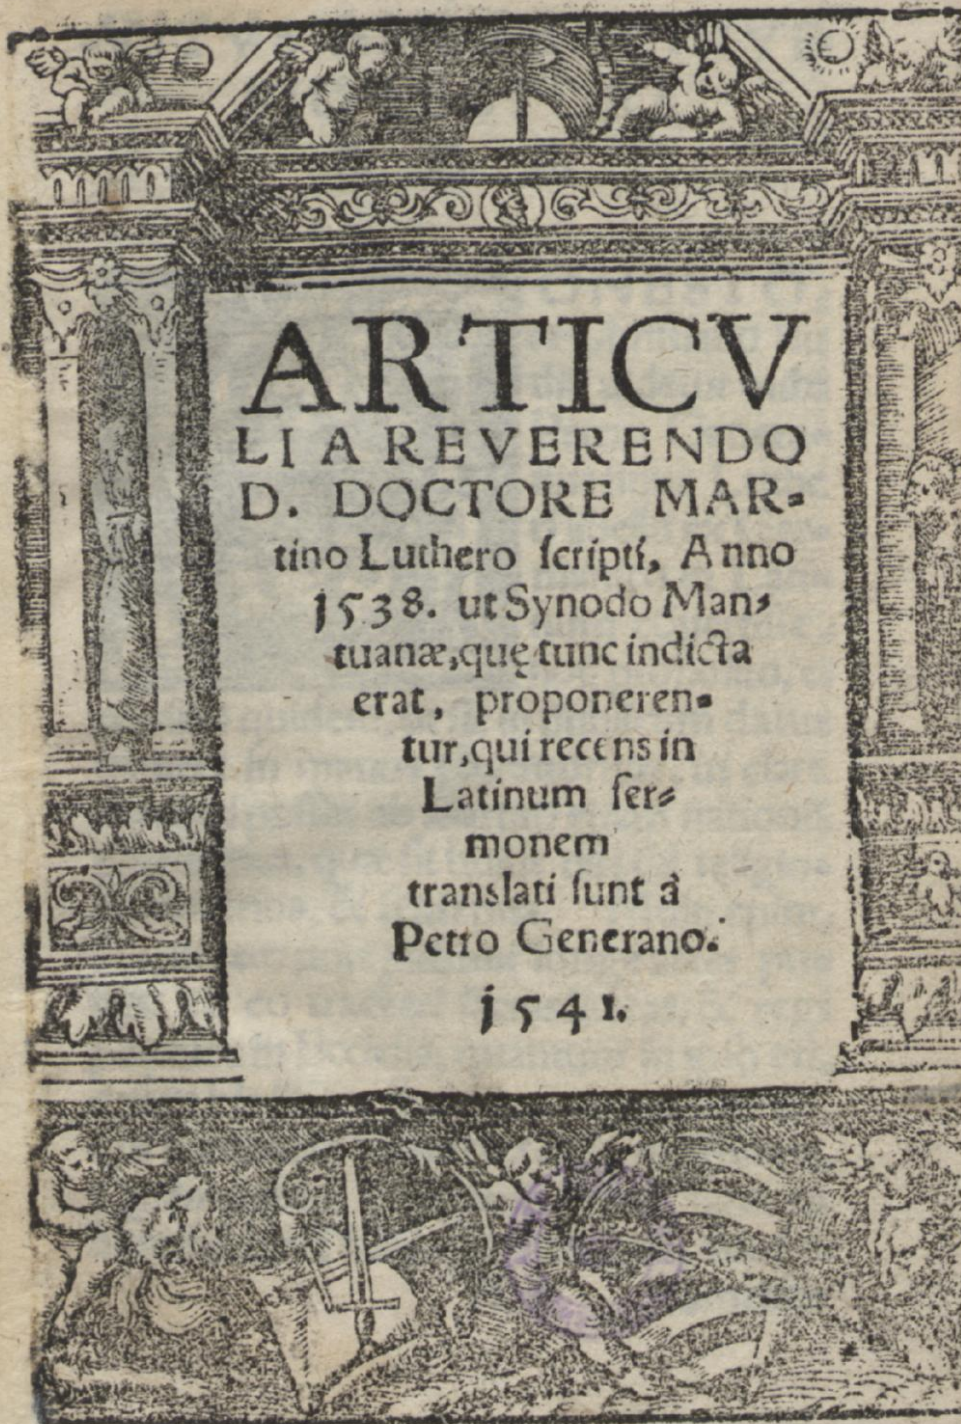 ARTICV
LI A REVERENDO
D. DOCTORE MAR-
tino Luthero ſcripti, Anno
1538. ut Synodo Man-
tuanæ, quę tunc indicta
erat, proponeren-
tur, qui recens in
Latinum ſer-
monem
translati ſunt à
Petro Generano.
1541.